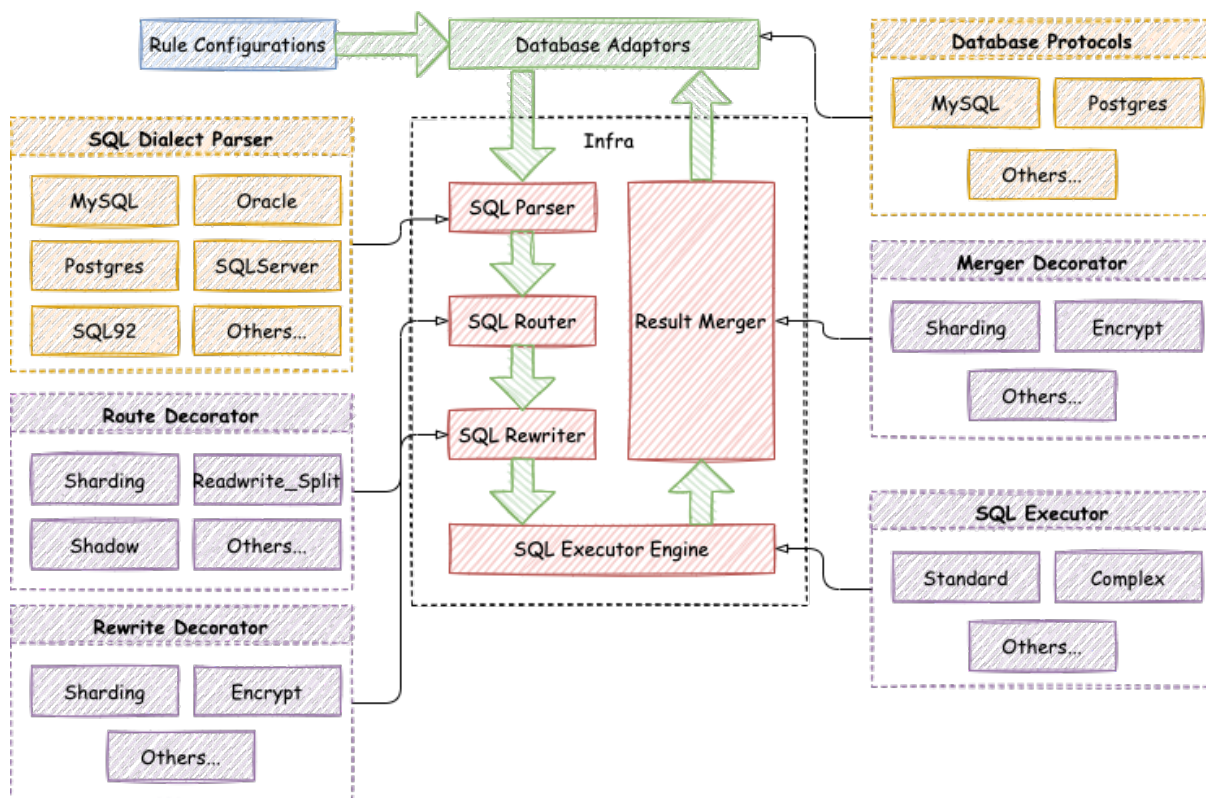 Rule Configurations
Database Adaptors
Database Protocols
MySQL
Postgres
Others...
SQL Dialect Parser
MySQL
Oracle
Postgres
SQLServer
SQL92
Others...
Infra
SQL Parser
SQL Router
SQL Rewriter
Result Merger
SQL Executor Engine
Merger Decorator
Sharding
Encrypt
Others...
Route Decorator
Sharding
Readwrite_Split
Shadow
Others...
SQL Executor
Standard
Complex
Others...
Rewrite Decorator
Sharding
Encrypt
Others...